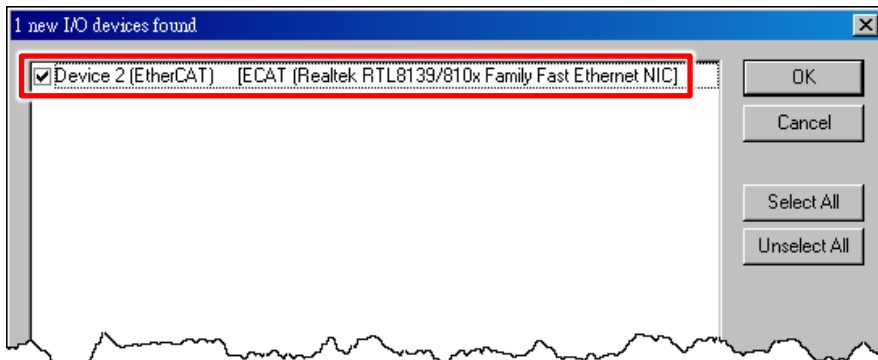 1 new I/O devices found
Device 2 (EtherCAT) [ECAT (Realtek RTL8139/810x Family Fast Ethernet NIC]
OK
Cancel
Select All
Unselect All